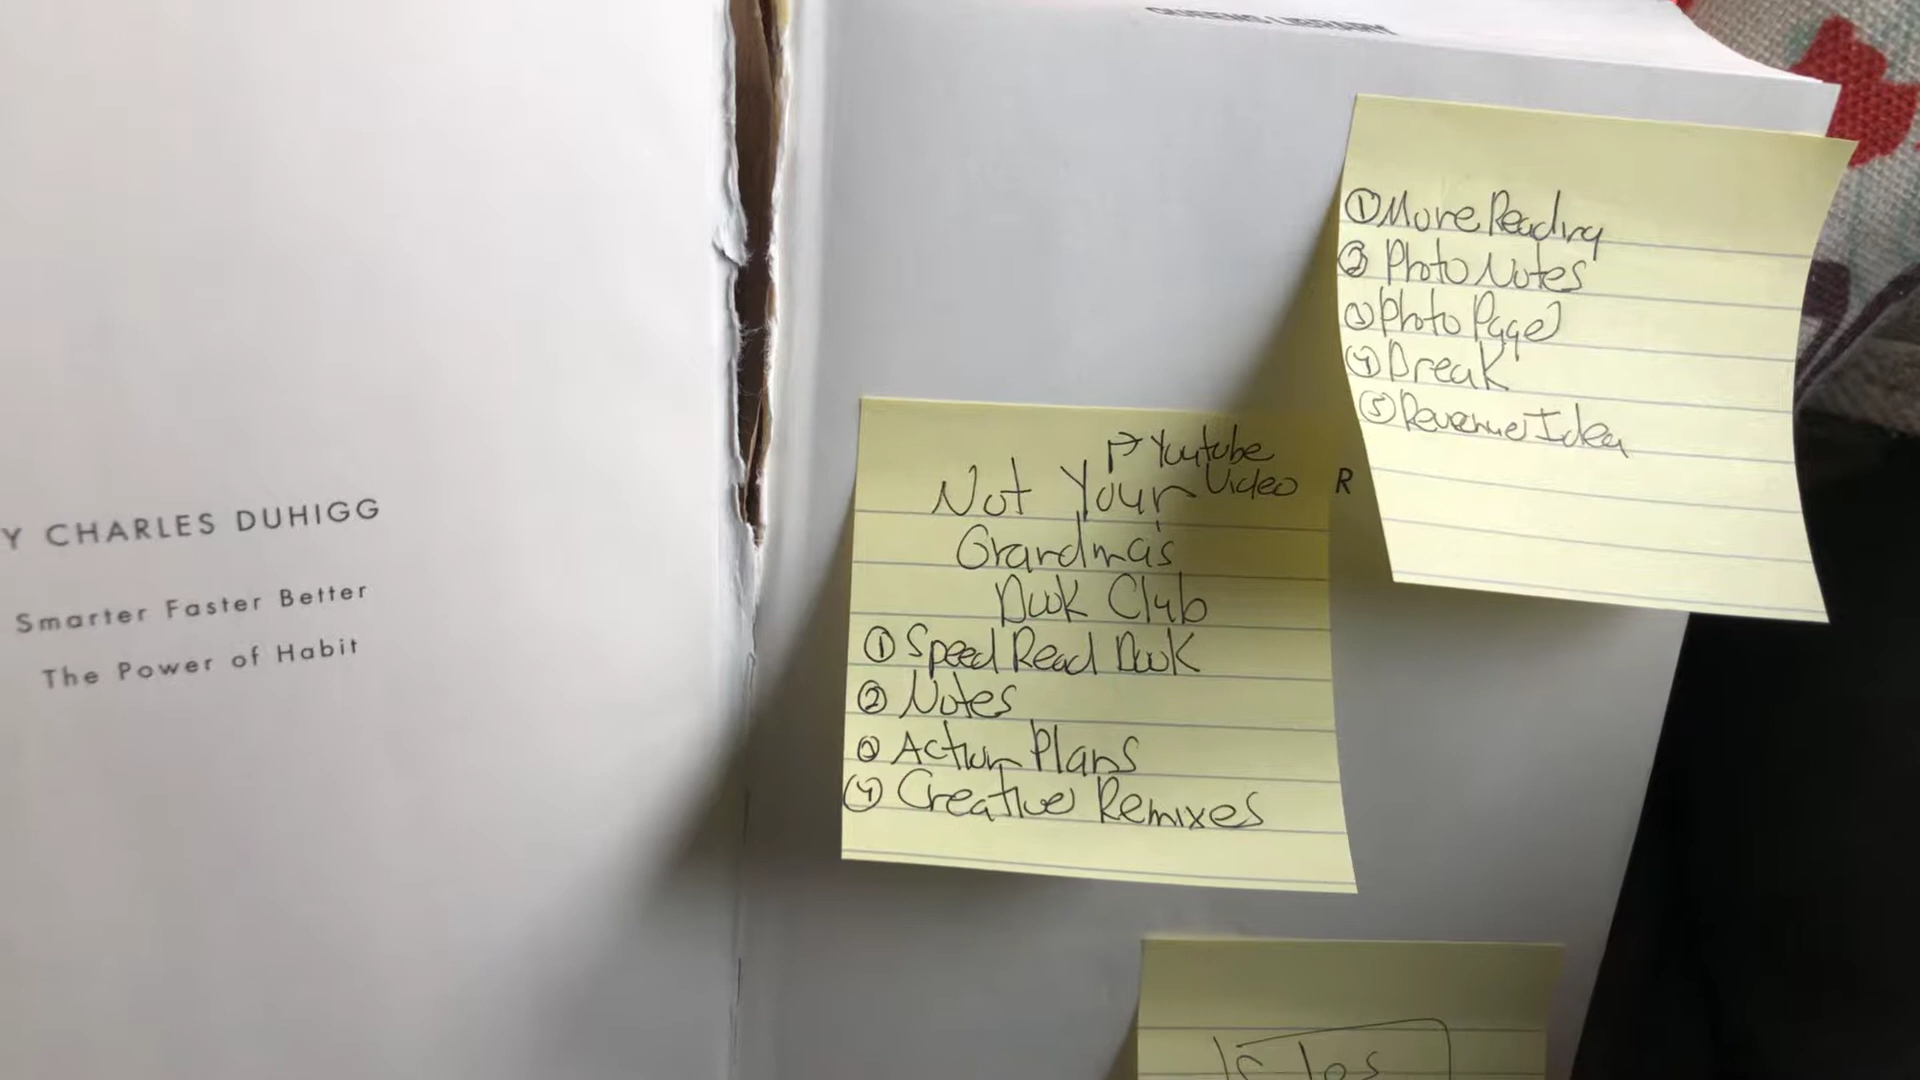 QUEENS LIBRARY
Y CHARLES DUHIGG
Smarter Faster Better
The Power of Habit
① More Reading
② Photo Notes
③ Photo Page
④ Break
⑤ Revenue Idea
R
→ Youtube
Video
Not Your
Grandma's
Book Club
① Speed Read Book
② Notes
③ Action Plans
④ Creative Remixes